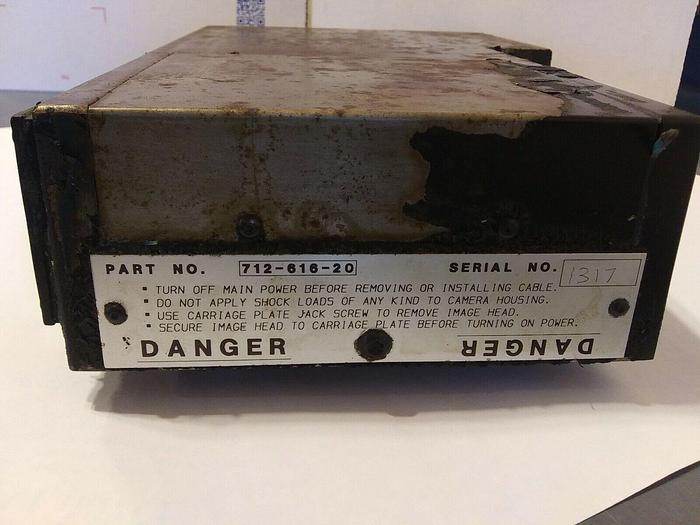 PART NO. 712-616-20 SERIAL NO. 1317
▪ TURN OFF MAIN POWER BEFORE REMOVING OR INSTALLING CABLE.
▪ DO NOT APPLY SHOCK LOADS OF ANY KIND TO CAMERA HOUSING.
▪ USE CARRIAGE PLATE JACK SCREW TO REMOVE IMAGE HEAD.
▪ SECURE IMAGE HEAD TO CARRIAGE PLATE BEFORE TURNING ON POWER.
DANGER DANGER